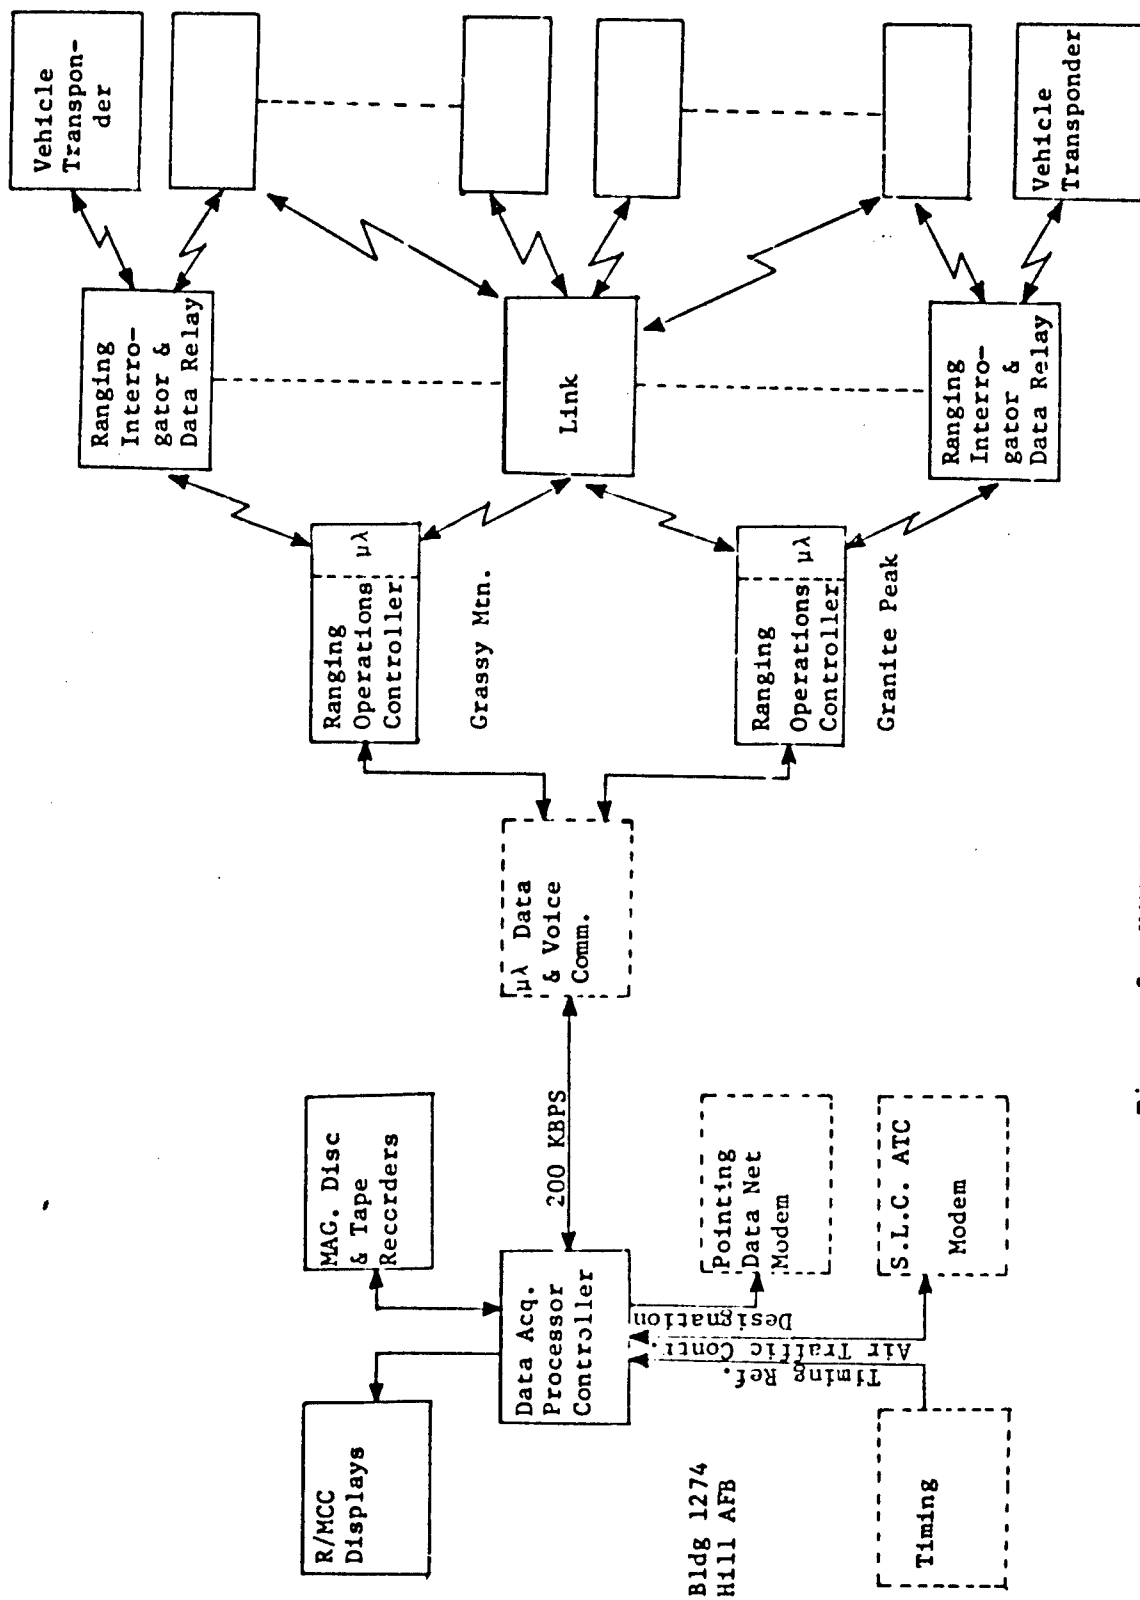 R/MCC
Displays
MAG. Disc
& Tape
Reccrders
Data Acq.
Processor
Controller
200 KBPS
Designation
Air Traffic Contr.
Timing Ref.
Bldg 1274
Hill AFB
Timing
Pointing
Data Net
Modem
S.L.C. ATC
Modem
μλ Data
& Voice
Comm.
Ranging
Operations
Controller
μλ
Grassy Mtn.
Ranging
Operations
Controller
μλ
Granite Peak
Ranging
Interro-
gator &
Data Relay
Link
Ranging
Interro-
gator &
Data Relay
Vehicle
Transpon-
der
Vehicle
Transponder